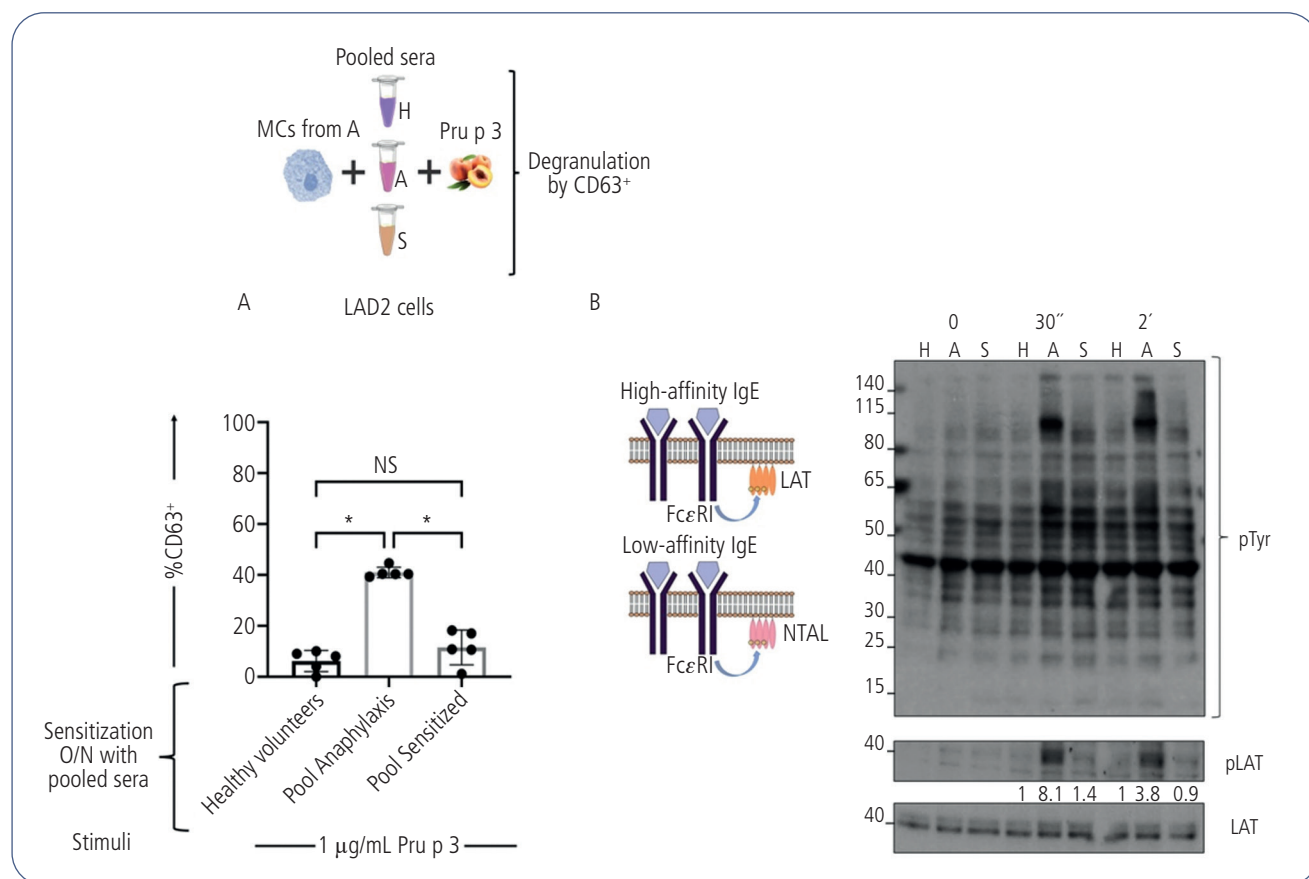 Pooled sera
H
MCs from A
Pru p 3
A
S
Degranulation
by CD63⁺
A
LAD2 cells
%CD63⁺
100
80
60
40
20
0
NS
*
*
Healthy volunteers
Pool Anaphylaxis
Pool Sensitized
Sensitization
O/N with
pooled sera
Stimuli
1 µg/mL Pru p 3
B
High-affinity IgE
LAT
FcεRI
Low-affinity IgE
NTAL
FcεRI
0 30″ 2′
H A S H A S H A S
140
115
80
65
50
40
30
25
15
pTyr
40
pLAT
1 8.1 1.4 1 3.8 0.9
40
LAT